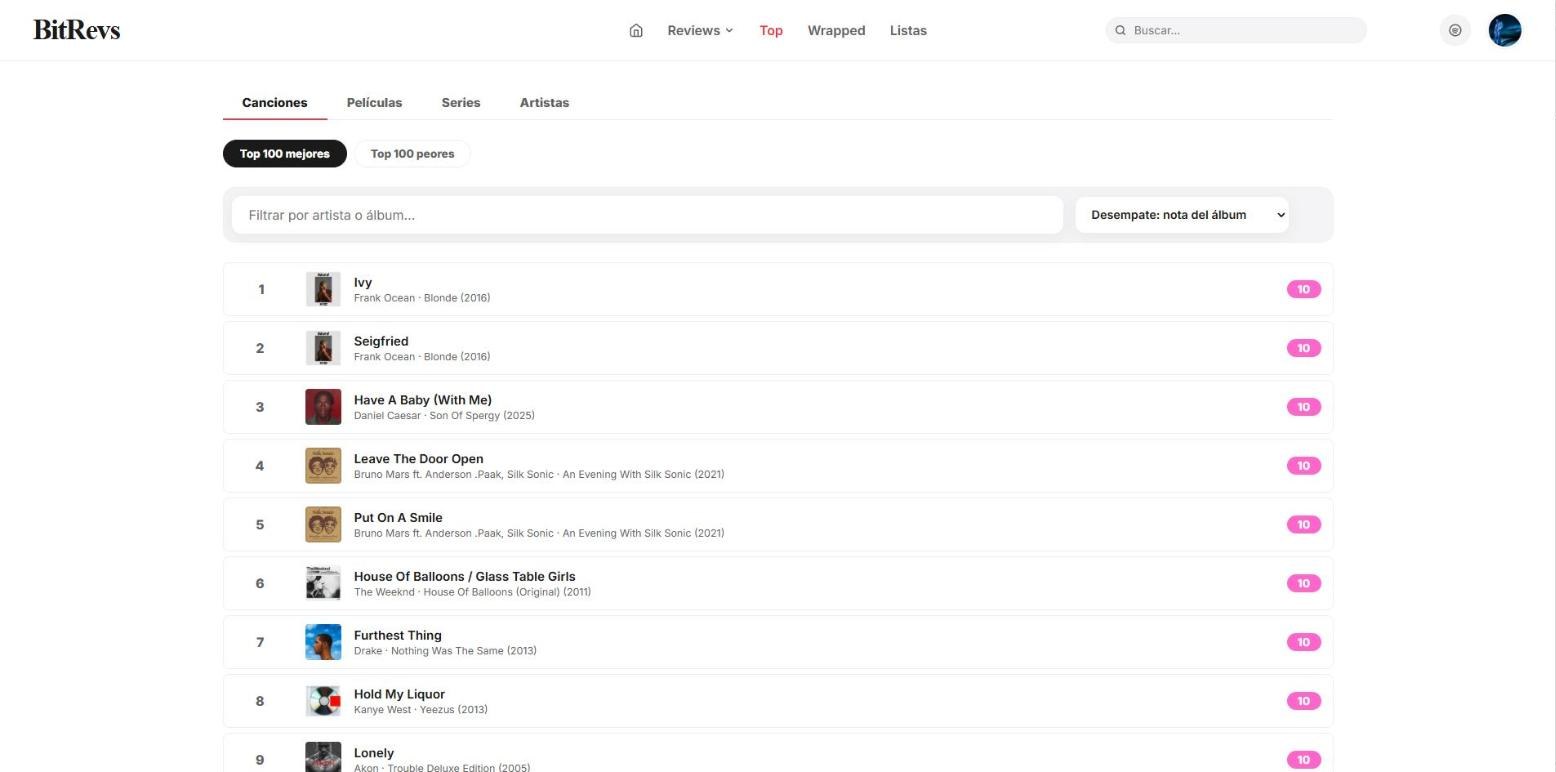 BitRevs
Reviews
Top
Wrapped
Listas
Buscar...
Canciones
Películas
Series
Artistas
Top 100 mejores
Top 100 peores
Filtrar por artista o álbum...
Desempate: nota del álbum
1
Ivy
Frank Ocean · Blonde (2016)
10
2
Seigfried
Frank Ocean · Blonde (2016)
10
3
Have A Baby (With Me)
Daniel Caesar · Son Of Spergy (2025)
10
4
Leave The Door Open
Bruno Mars ft. Anderson .Paak, Silk Sonic · An Evening With Silk Sonic (2021)
10
5
Put On A Smile
Bruno Mars ft. Anderson .Paak, Silk Sonic · An Evening With Silk Sonic (2021)
10
6
House Of Balloons / Glass Table Girls
The Weeknd · House Of Balloons (Original) (2011)
10
7
Furthest Thing
Drake · Nothing Was The Same (2013)
10
8
Hold My Liquor
Kanye West · Yeezus (2013)
10
9
Lonely
Akon · Trouble Deluxe Edition (2005)
10